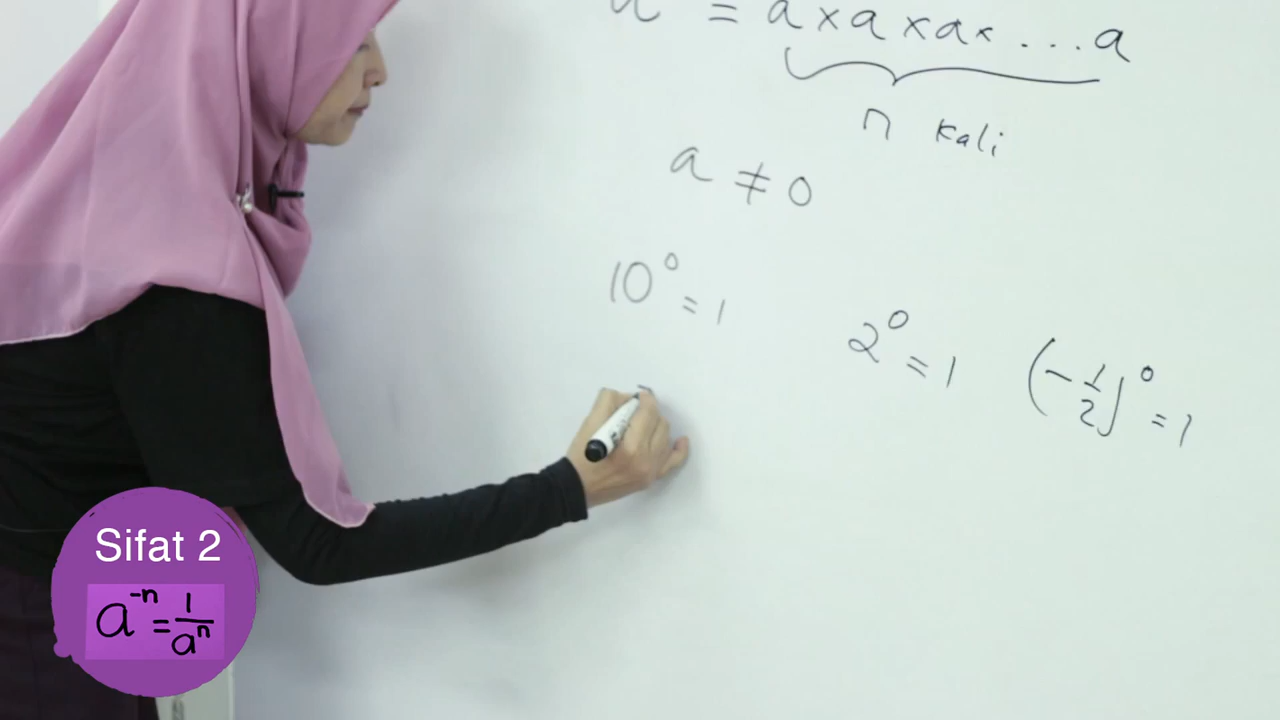 = a × a × a × ... a
n kali
a ≠ 0
10⁰ = 1
2⁰ = 1
(-1/2)⁰ = 1
Sifat 2
a⁻ⁿ = 1/aⁿ